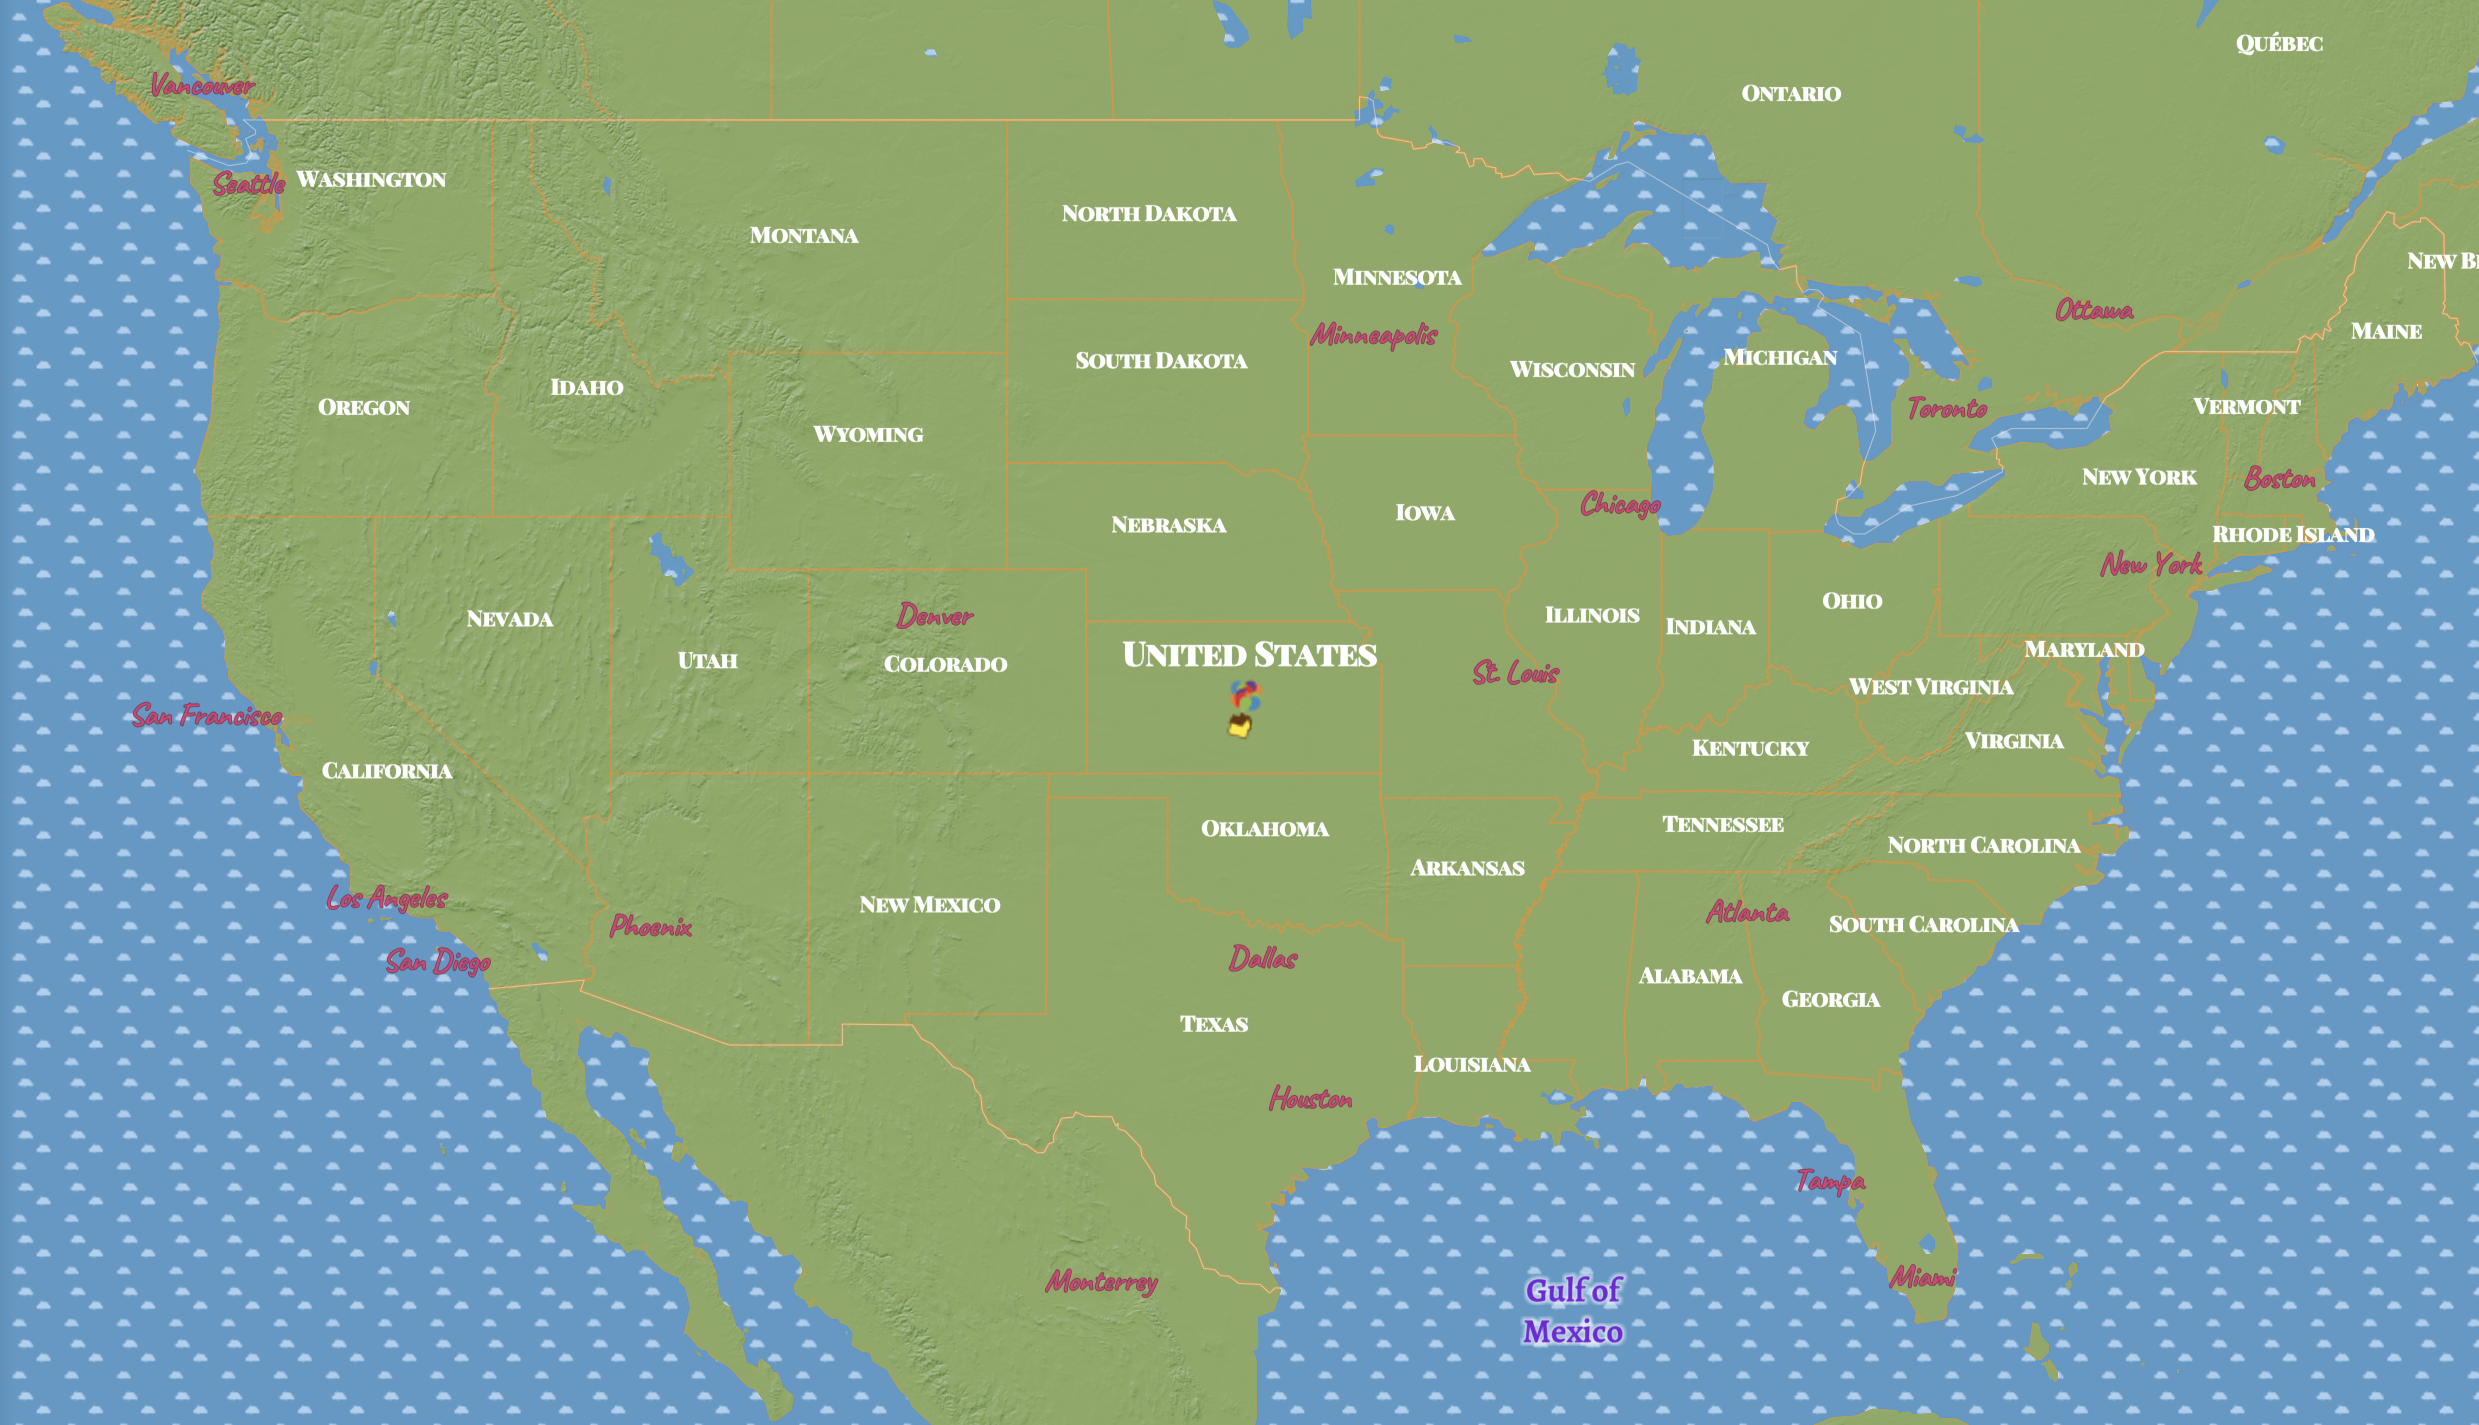 QUÉBEC
Vancouver
ONTARIO
Seattle
WASHINGTON
NORTH DAKOTA
MONTANA
NEW B
MINNESOTA
Ottawa
Minneapolis
MAINE
SOUTH DAKOTA
MICHIGAN
WISCONSIN
IDAHO
OREGON
Toronto
VERMONT
WYOMING
NEW YORK
Boston
Chicago
IOWA
NEBRASKA
RHODE ISLAND
New York
OHIO
Denver
ILLINOIS
NEVADA
INDIANA
MARYLAND
UNITED STATES
UTAH
COLORADO
St. Louis
WEST VIRGINIA
San Francisco
VIRGINIA
KENTUCKY
CALIFORNIA
TENNESSEE
OKLAHOMA
NORTH CAROLINA
ARKANSAS
Los Angeles
NEW MEXICO
Atlanta
SOUTH CAROLINA
Phoenix
Dallas
San Diego
ALABAMA
GEORGIA
TEXAS
LOUISIANA
Houston
Tampa
Miami
Monterrey
Gulf of
Mexico